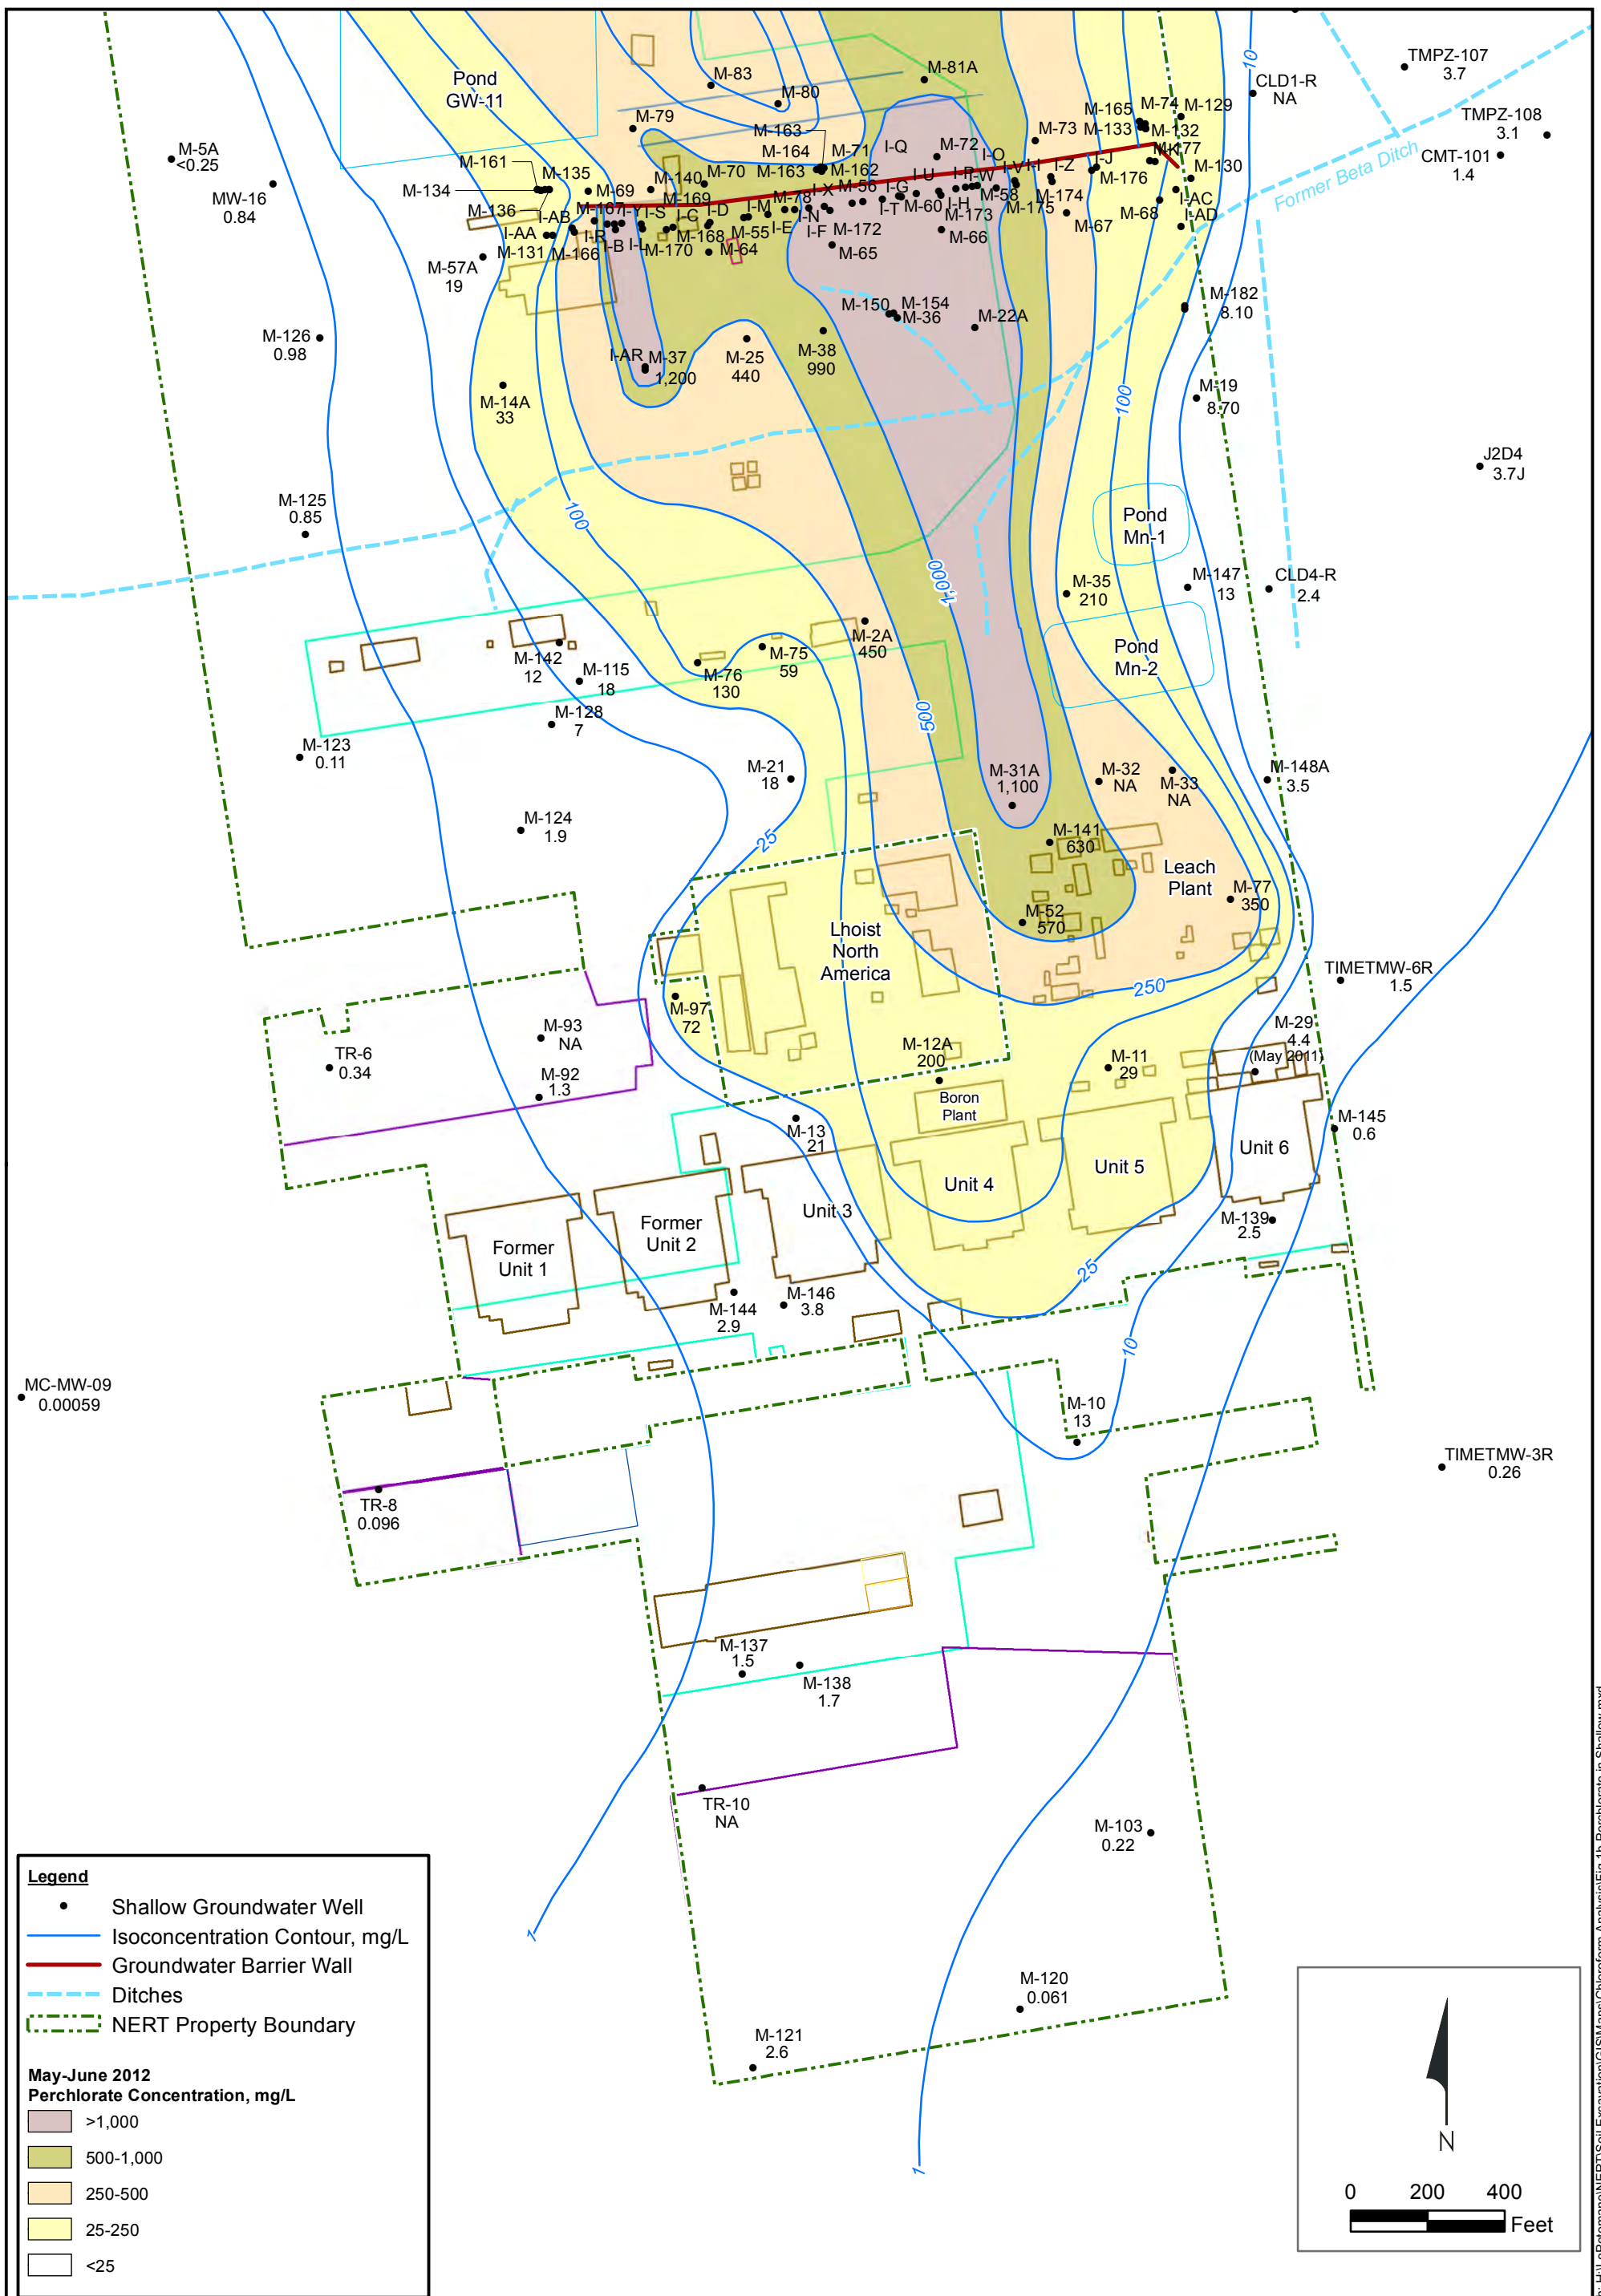 Pond
GW-11
M-83
M-80
M-81A
10
CLD1-R
NA
TMPZ-107
3.7
TMPZ-108
3.1
CMT-101
1.4
Former Beta Ditch
M-79
M-163
M-164
M-163
M-71
M-162
I-Q
M-72
I-O
M-73
M-165
M-74
M-129
M-133
M-132
M-130
M-5A
<0.25
MW-16
0.84
M-161
M-135
M-134
M-136
M-69
M-140
M-70
M-169
M-167
I-AB
I-AA
M-131
M-166
I-R
I-B
I-Y
I-S
I-L
I-C
I-D
M-170
M-168
M-64
M-55
I-M
I-E
M-78
I-N
I-F
I-X
M-56
M-172
M-65
I-G
I-T
I-U
M-60
I-P
I-W
I-H
M-173
M-66
M-58
I-V
I-I
M-175
I-Z
M-174
M-67
I-J
M-176
M-68
I-AC
I-AD
M-57A
19
M-126
0.98
M-150
M-154
M-36
M-22A
M-182
8.10
I-AR
M-37
1,200
M-25
440
M-38
990
M-14A
33
100
M-19
8.70
J2D4
3.7J
M-125
0.85
100
Pond
Mn-1
1,000
M-35
210
M-147
13
CLD4-R
2.4
M-142
12
M-115
18
M-76
130
M-75
59
M-2A
450
Pond
Mn-2
M-128
7
500
M-123
0.11
M-21
18
M-31A
1,100
M-32
NA
M-33
NA
M-148A
3.5
M-124
1.9
25
M-141
630
Leach
Plant
M-77
350
M-52
570
Lhoist
North
America
250
TIMETMW-6R
1.5
M-97
72
M-93
NA
TR-6
0.34
M-92
1.3
M-12A
200
Boron
Plant
M-11
29
M-29
4.4
(May 2011)
M-13
21
M-145
0.6
Unit 6
Unit 5
Unit 4
Unit 3
Former
Unit 2
Former
Unit 1
M-139
2.5
25
M-144
2.9
M-146
3.8
10
MC-MW-09
0.00059
M-10
13
TIMETMW-3R
0.26
TR-8
0.096
M-137
1.5
M-138
1.7
TR-10
NA
M-103
0.22
1
M-120
0.061
M-121
2.6
1
Legend
Shallow Groundwater Well
Isoconcentration Contour, mg/L
Groundwater Barrier Wall
Ditches
NERT Property Boundary
May-June 2012
Perchlorate Concentration, mg/L
>1,000
500-1,000
250-500
25-250
<25
N
0 200 400
Feet